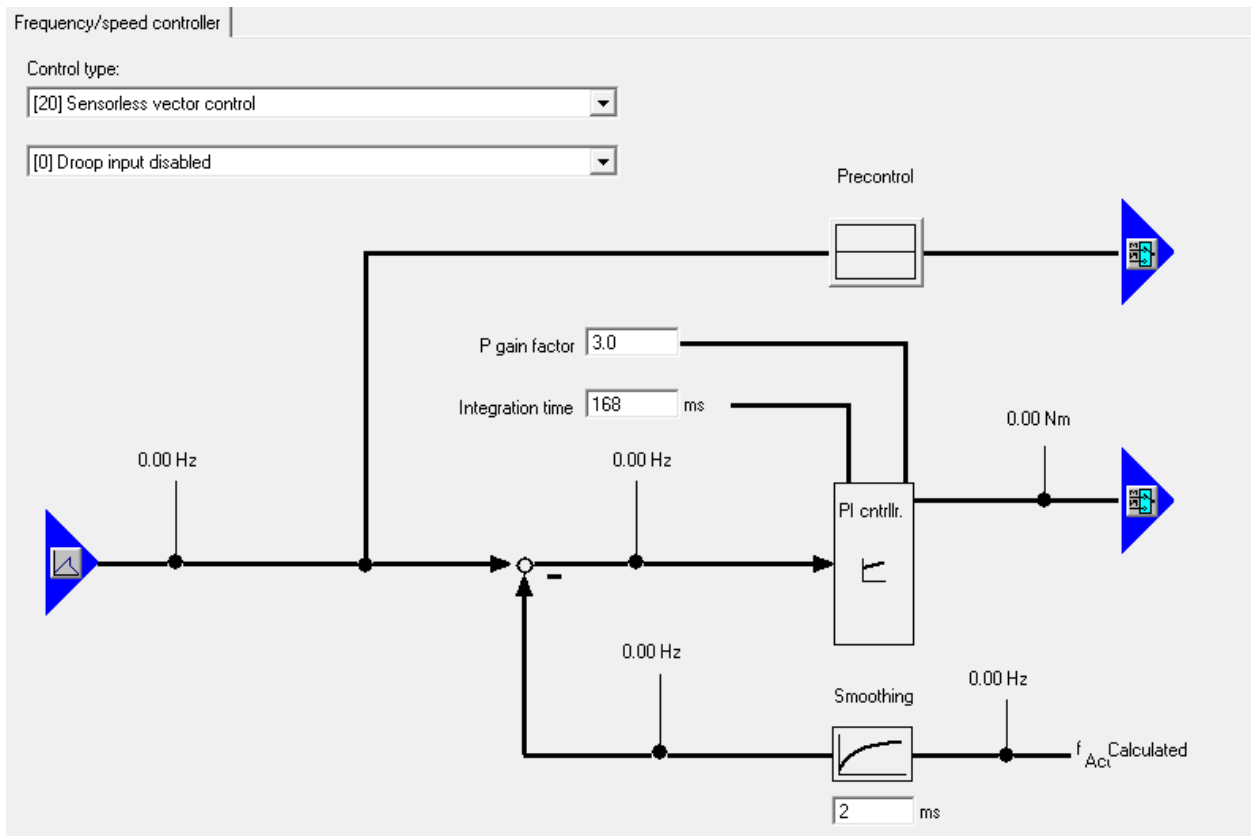 Frequency/speed controller
Control type:
[20] Sensorless vector control
[0] Droop input disabled
Precontrol
P gain factor 3.0
Integration time 168 ms
0.00 Nm
0.00 Hz
0.00 Hz
PI cntrllr.
0.00 Hz
0.00 Hz
Smoothing
f Act Calculated
2 ms